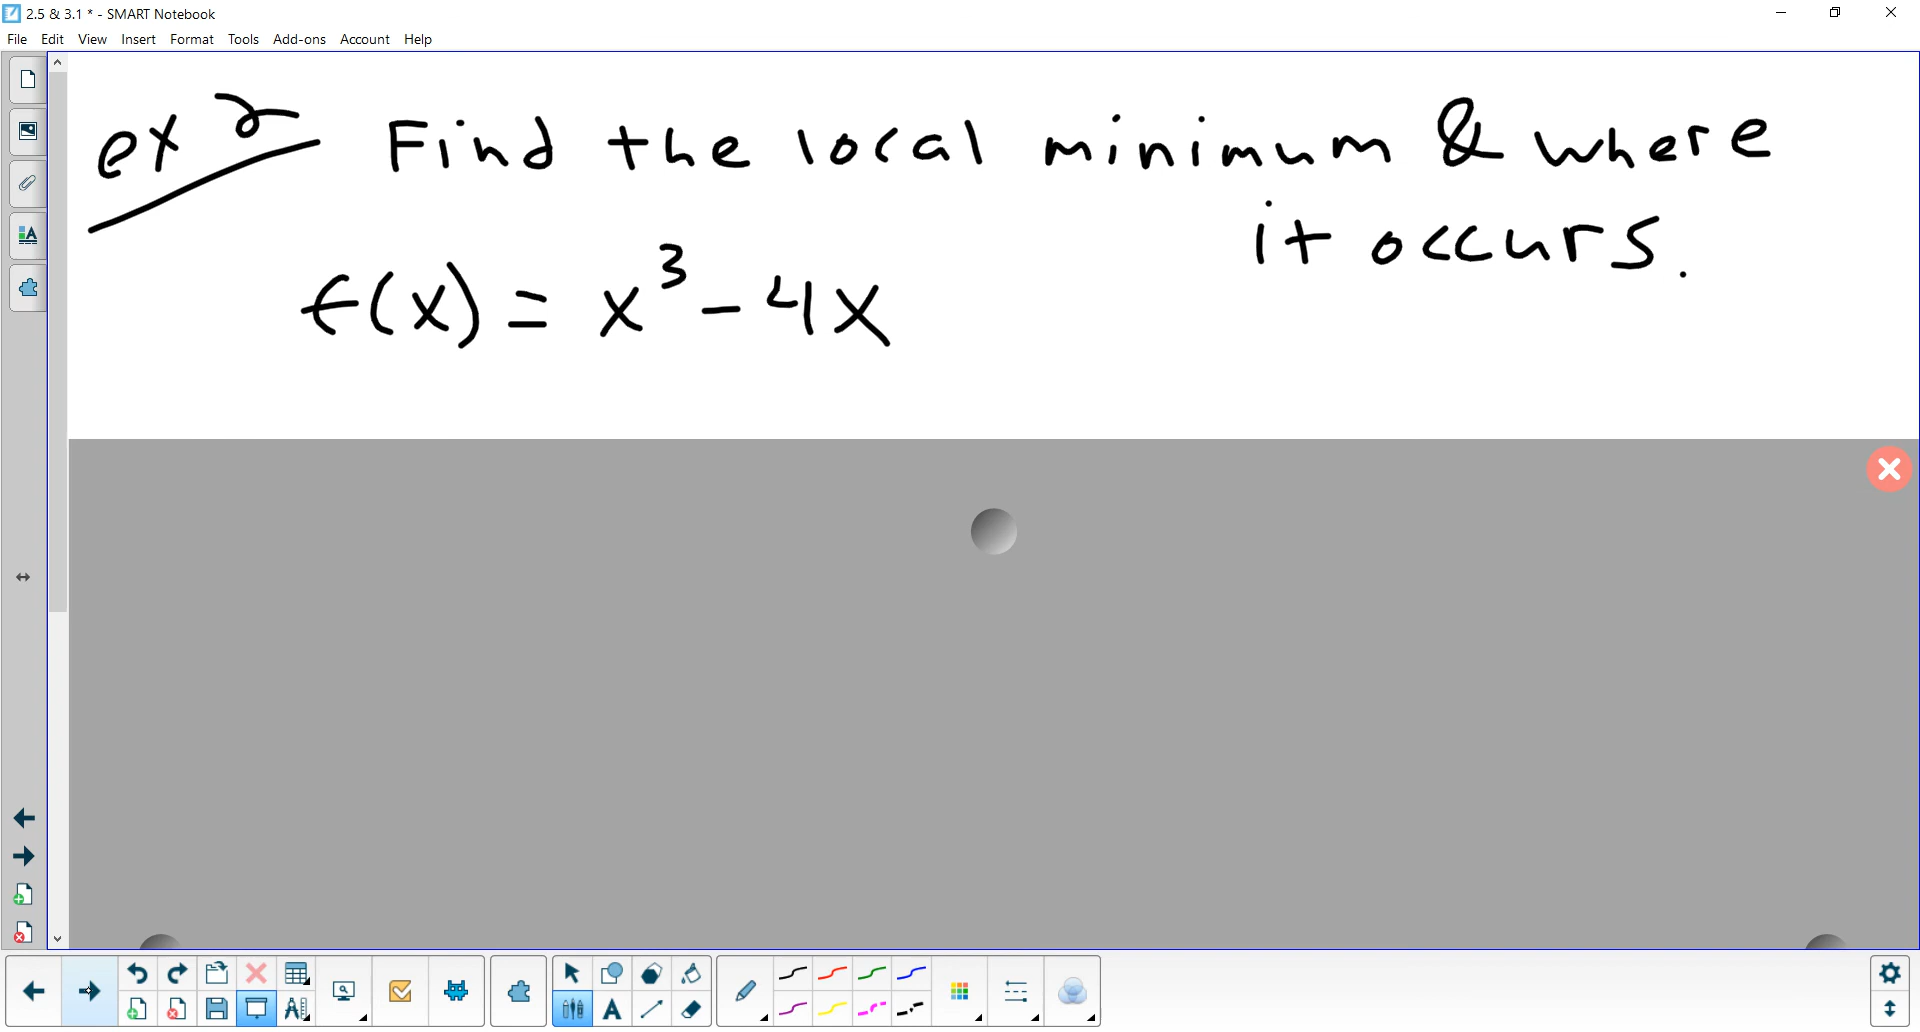 2.5 & 3.1 * - SMART Notebook
File Edit View Insert Format Tools Add-ons Account Help
ex 2 Find the local minimum & where
it occurs.
f(x) = x³ - 4x